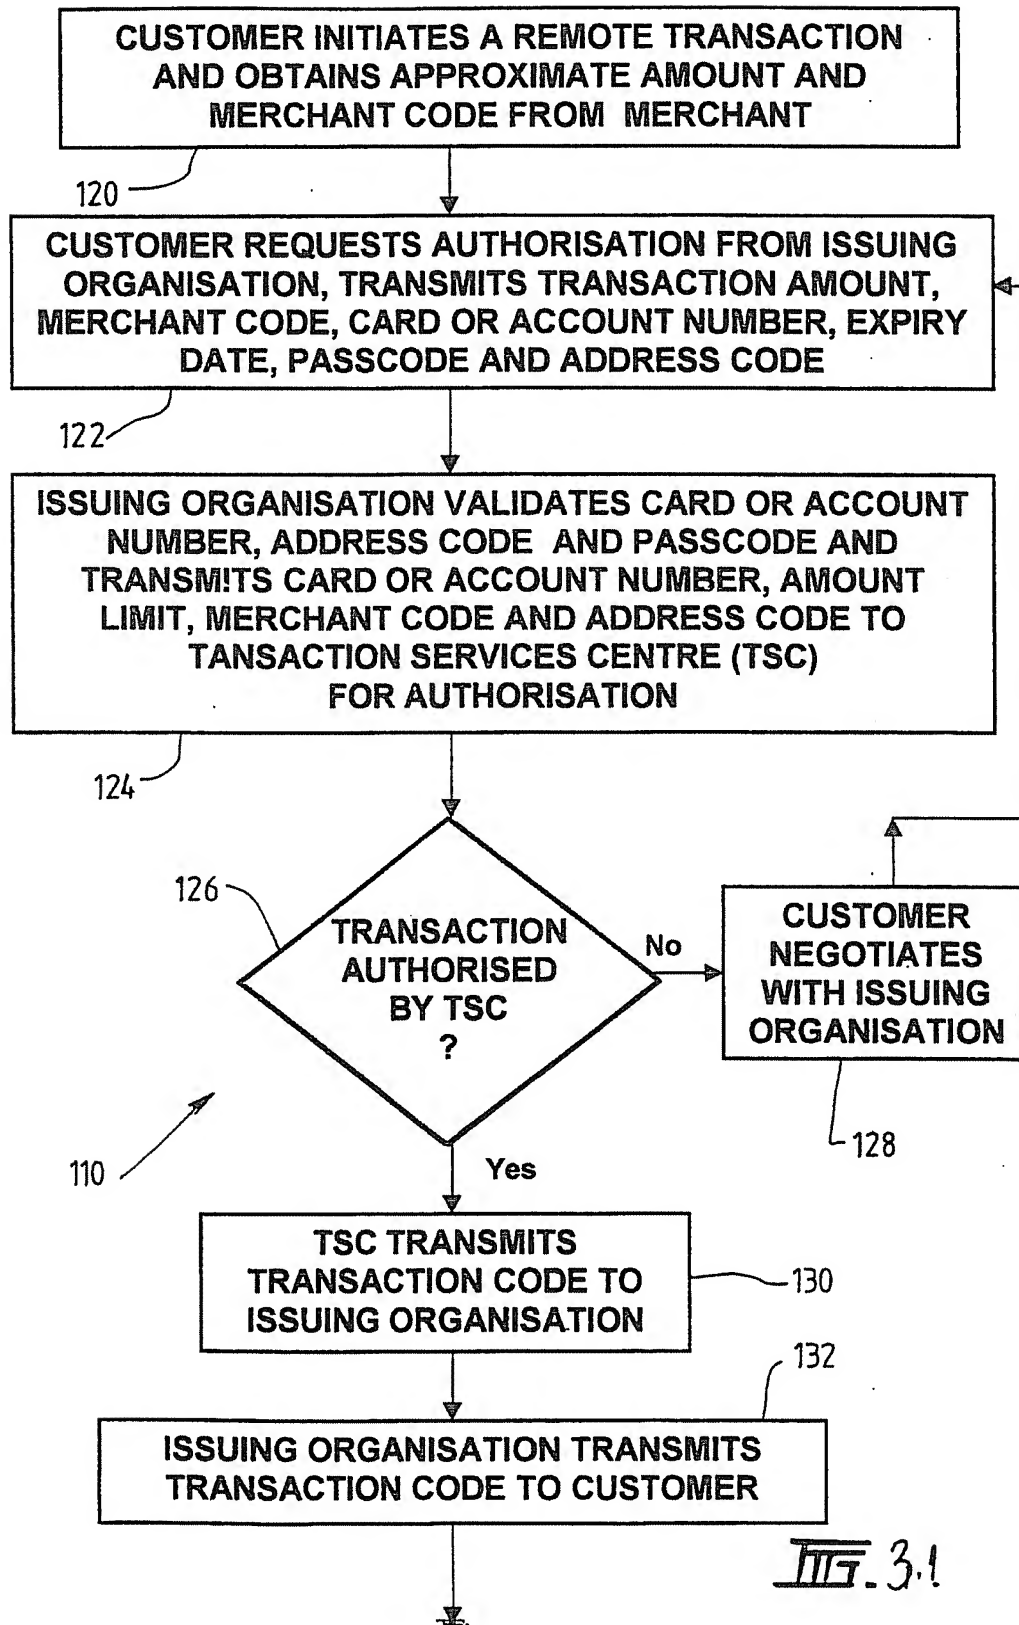 CUSTOMER INITIATES A REMOTE TRANSACTION
AND OBTAINS APPROXIMATE AMOUNT AND
MERCHANT CODE FROM MERCHANT
120
CUSTOMER REQUESTS AUTHORISATION FROM ISSUING
ORGANISATION, TRANSMITS TRANSACTION AMOUNT,
MERCHANT CODE, CARD OR ACCOUNT NUMBER, EXPIRY
DATE, PASSCODE AND ADDRESS CODE
122
ISSUING ORGANISATION VALIDATES CARD OR ACCOUNT
NUMBER, ADDRESS CODE AND PASSCODE AND
TRANSMITS CARD OR ACCOUNT NUMBER, AMOUNT
LIMIT, MERCHANT CODE AND ADDRESS CODE TO
TANSACTION SERVICES CENTRE (TSC)
FOR AUTHORISATION
124
126
TRANSACTION
AUTHORISED
BY TSC
?
No
CUSTOMER
NEGOTIATES
WITH ISSUING
ORGANISATION
128
110
Yes
TSC TRANSMITS
TRANSACTION CODE TO
ISSUING ORGANISATION
130
132
ISSUING ORGANISATION TRANSMITS
TRANSACTION CODE TO CUSTOMER
FIG. 3.1